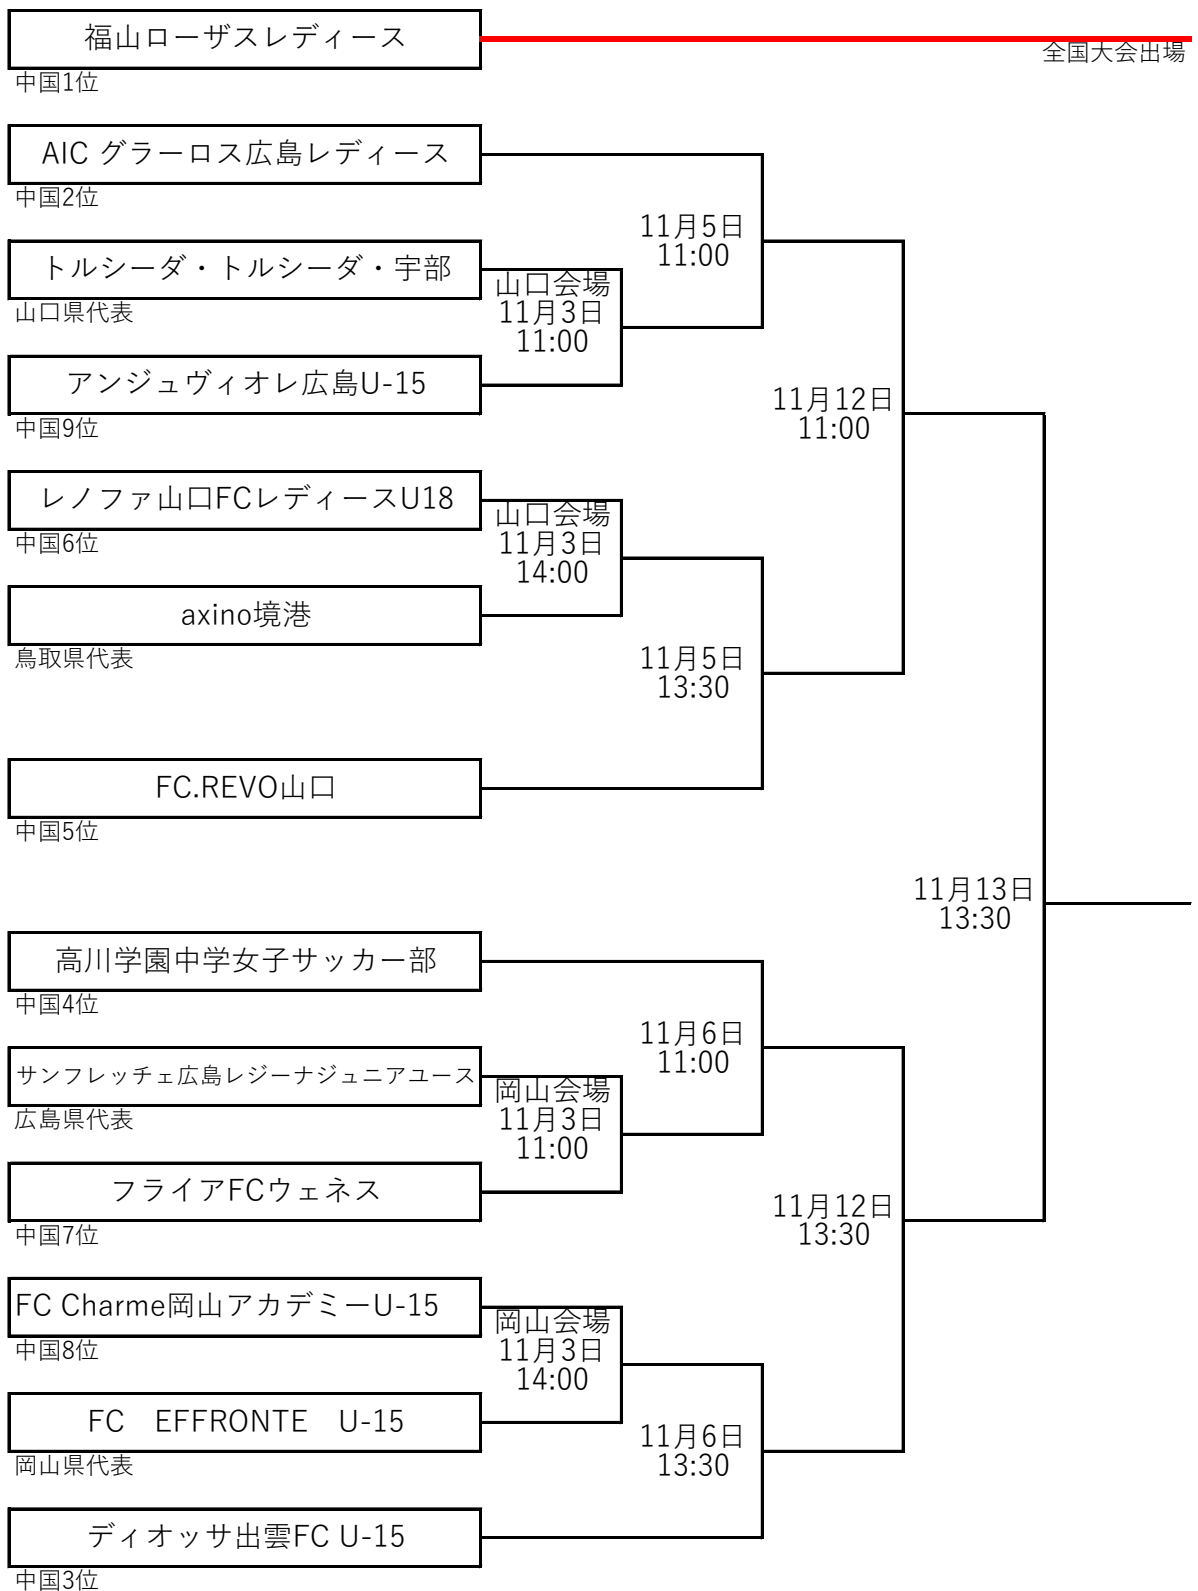 福山ローザスレディース
全国大会出場
中国1位
AIC グラーロス広島レディース
中国2位
11月5日
11:00
トルシーダ・トルシーダ・宇部
山口県代表
山口会場
11月3日
11:00
アンジュヴィオレ広島U-15
中国9位
11月12日
11:00
レノファ山口FCレディースU18
中国6位
山口会場
11月3日
14:00
axino境港
鳥取県代表
11月5日
13:30
FC.REVO山口
中国5位
11月13日
13:30
高川学園中学女子サッカー部
中国4位
11月6日
11:00
サンフレッチェ広島レジーナジュニアユース
広島県代表
岡山会場
11月3日
11:00
フライアFCウェネス
中国7位
11月12日
13:30
FC Charme岡山アカデミーU-15
中国8位
岡山会場
11月3日
14:00
FC　EFFRONTE　U-15
岡山県代表
11月6日
13:30
ディオッサ出雲FC U-15
中国3位